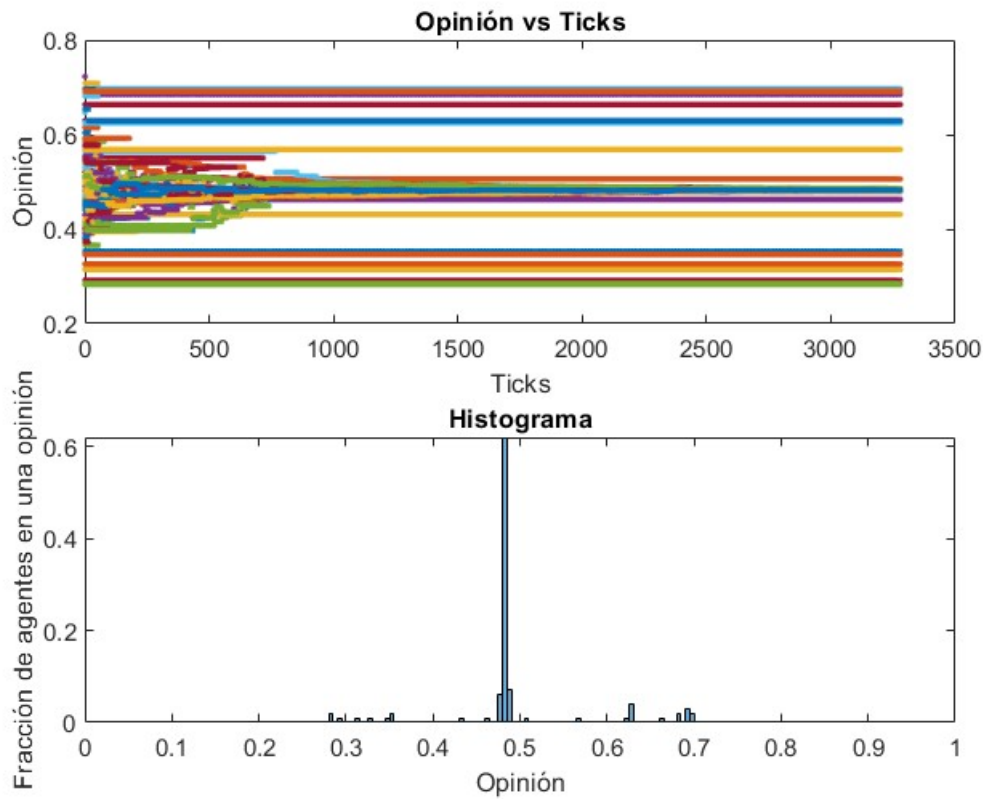 Opinión vs Ticks
0.8
0.6
0.4
0.2
Opinión
0 500 1000 1500 2000 2500 3000 3500
Ticks
Histograma
0.6
0.4
0.2
0
Fracción de agentes en una opinión
0 0.1 0.2 0.3 0.4 0.5 0.6 0.7 0.8 0.9 1
Opinión